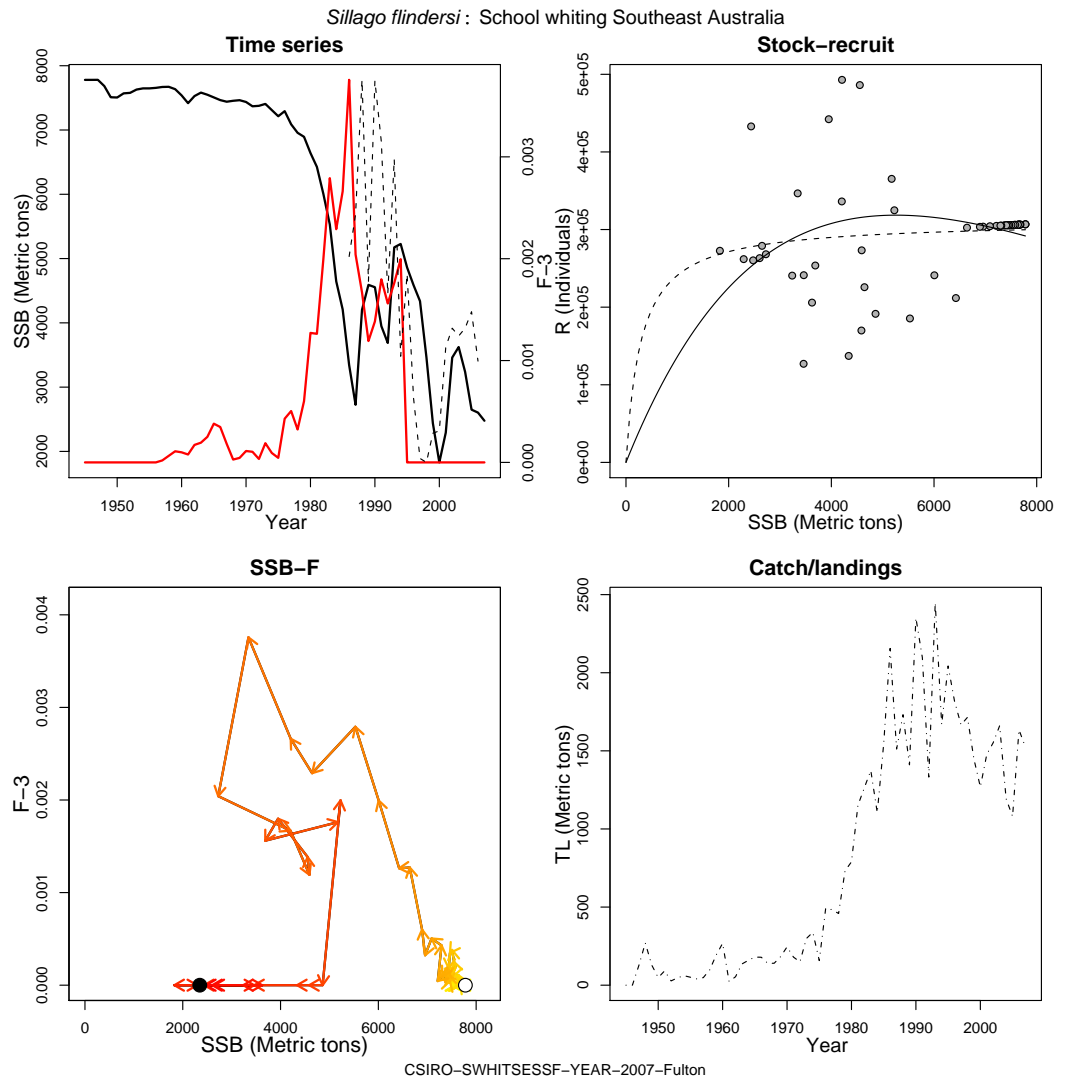 Sillago flindersi : School whiting Southeast Australia
Time series
SSB (Metric tons)
8000
7000
6000
5000
4000
3000
2000
0.003
0.002
0.001
0.000
F−3
1950 1960 1970 1980 1990 2000
Year
Stock−recruit
R (Individuals)
5e+05
4e+05
3e+05
2e+05
1e+05
0e+00
0 2000 4000 6000 8000
SSB (Metric tons)
SSB−F
F−3
0.004
0.003
0.002
0.001
0.000
0 2000 4000 6000 8000
SSB (Metric tons)
Catch/landings
TL (Metric tons)
2500
2000
1500
1000
500
0
1950 1960 1970 1980 1990 2000
Year
CSIRO−SWHITSESSF−YEAR−2007−Fulton